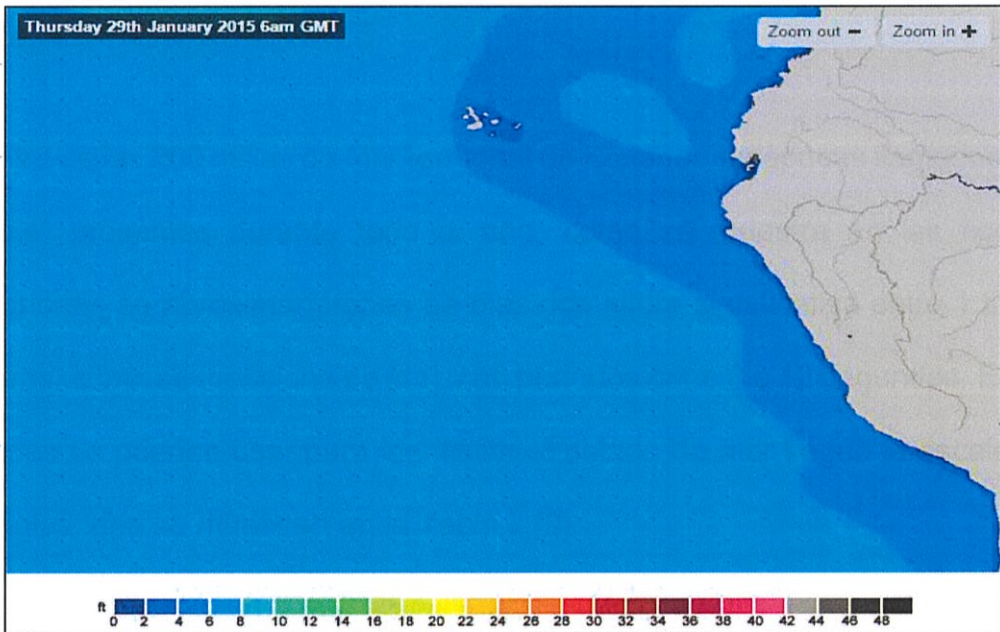 Thursday 29th January 2015 6am GMT
Zoom out −
Zoom in +
ft
0 2 4 6 8 10 12 14 16 18 20 22 24 26 28 30 32 34 36 38 40 42 44 46 48